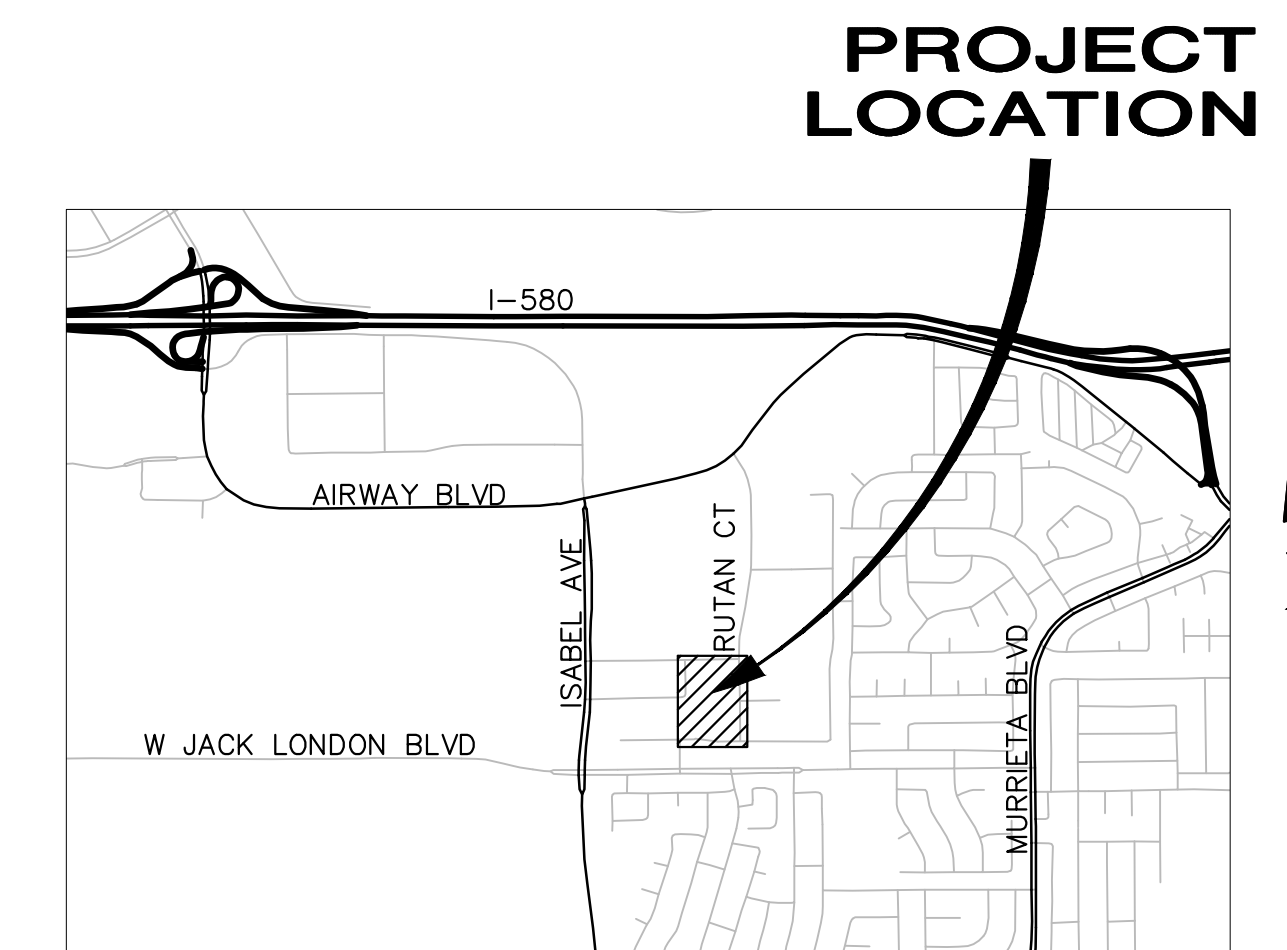 PROJECT
LOCATION
I-580
AIRWAY BLVD
ISABEL AVE
RUTAN CT
MURRIETA BLVD
W JACK LONDON BLVD